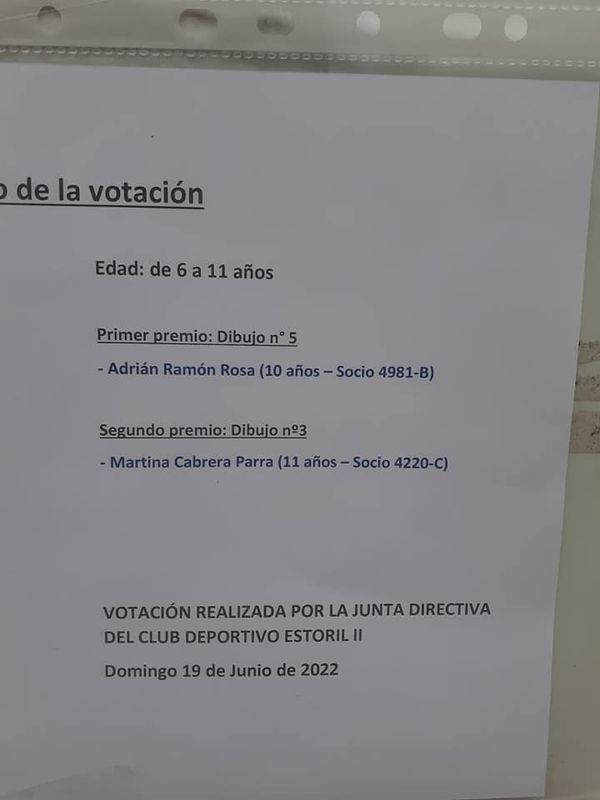 de la votación
Edad: de 6 a 11 años
Primer premio: Dibujo n° 5
- Adrián Ramón Rosa (10 años – Socio 4981-B)
Segundo premio: Dibujo nº3
- Martina Cabrera Parra (11 años – Socio 4220-C)
VOTACIÓN REALIZADA POR LA JUNTA DIRECTIVA
DEL CLUB DEPORTIVO ESTORIL II
Domingo 19 de Junio de 2022